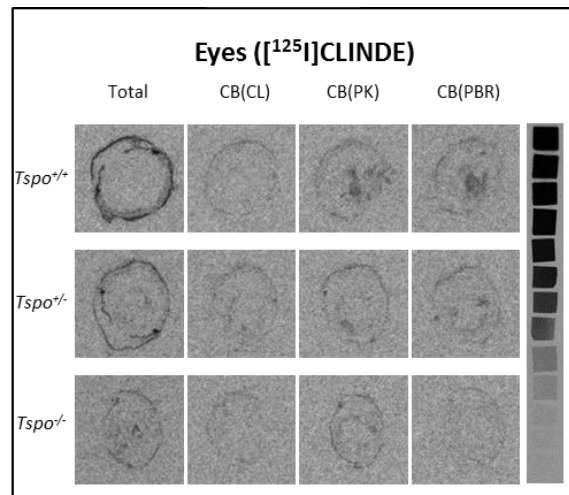 Eyes ([¹²⁵I]CLINDE)
Total CB(CL) CB(PK) CB(PBR)
Tspo⁺/⁺
Tspo⁺/⁻
Tspo⁻/⁻